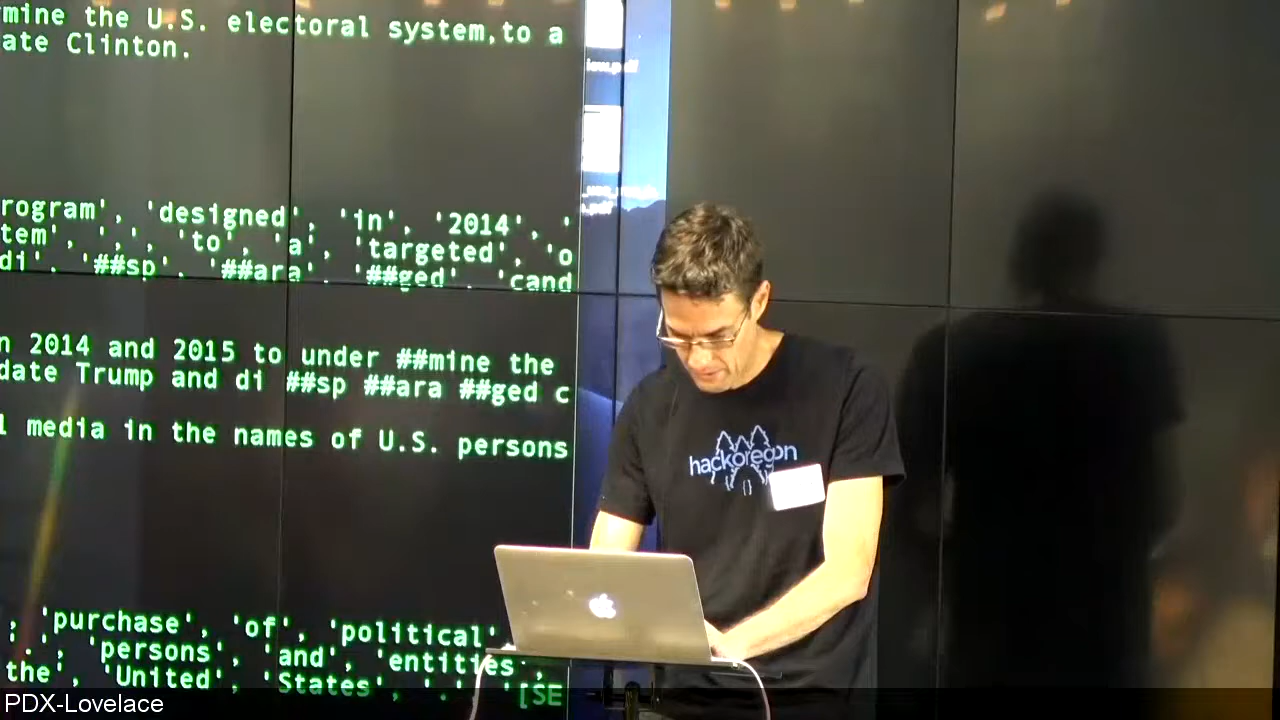 mine the U.S. electoral system,to a
ate Clinton.
rogram', 'designed', 'in', '2014', '
tem', ',', 'to', 'a', 'targeted', 'o
di', '##sp', '##ara', '##ged', 'cand
n 2014 and 2015 to under ##mine the
date Trump and di ##sp ##ara ##ged c
l media in the names of U.S. persons
, 'purchase', 'of', 'political',
'persons', 'and', 'entities',
the', 'United', 'States', '.', '[SE
hackoregon
PDX-Lovelace